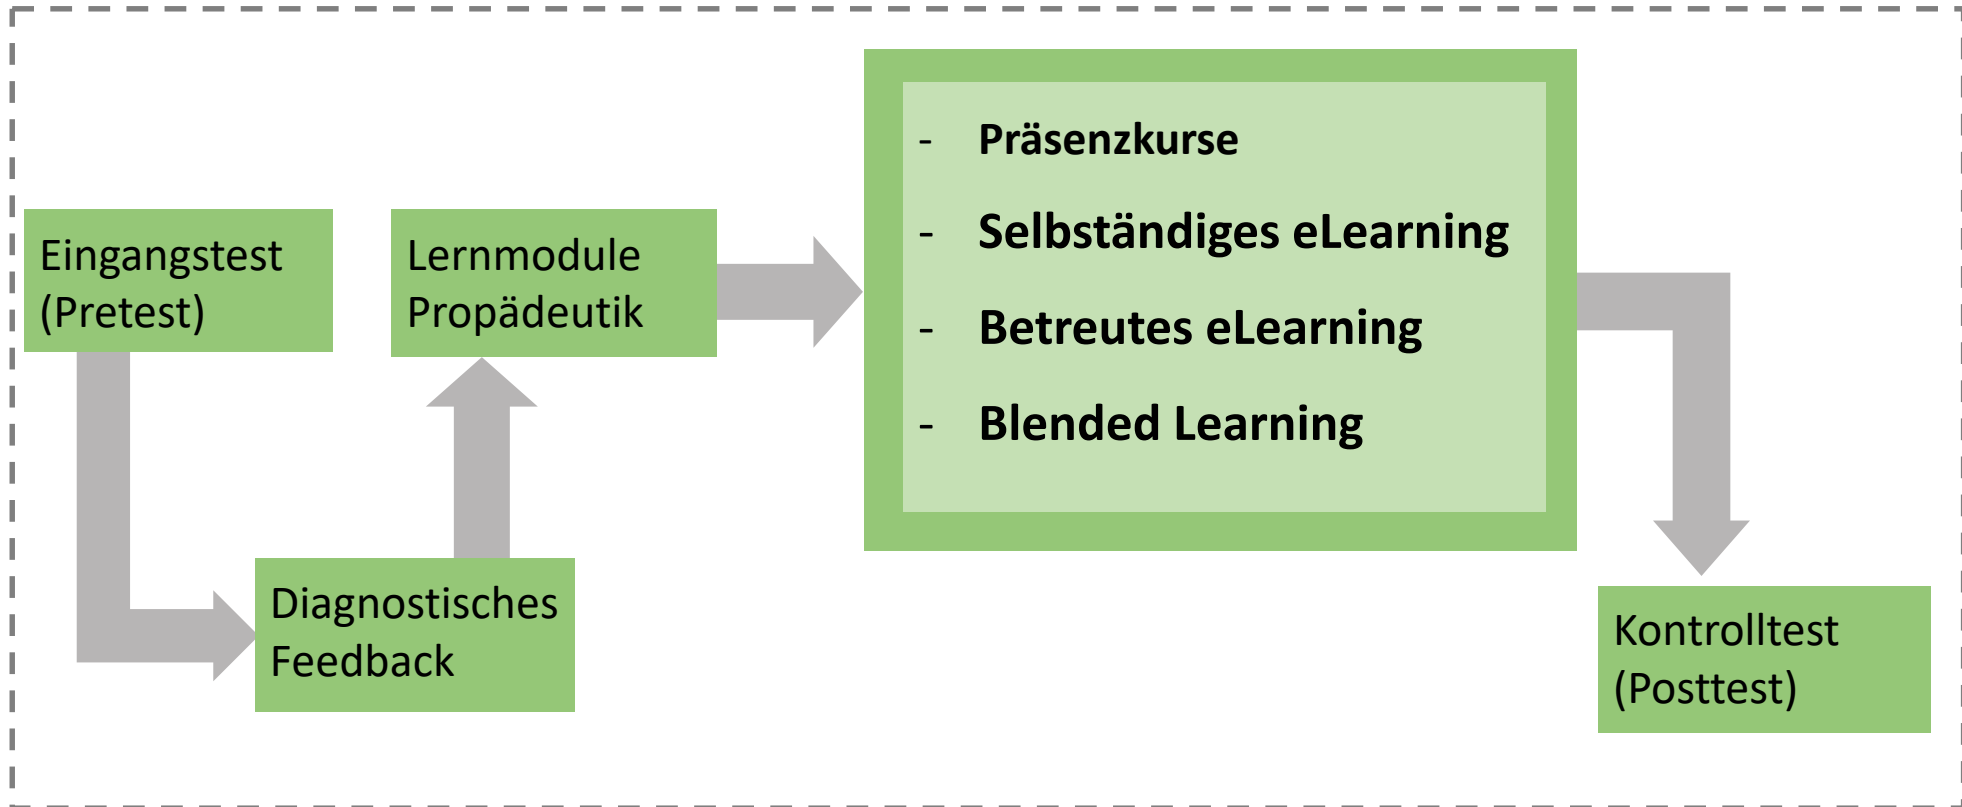 Eingangstest
(Pretest)
Diagnostisches
Feedback
Lernmodule
Propädeutik
- Präsenzkurse
- Selbständiges eLearning
- Betreutes eLearning
- Blended Learning
Kontrolltest
(Posttest)